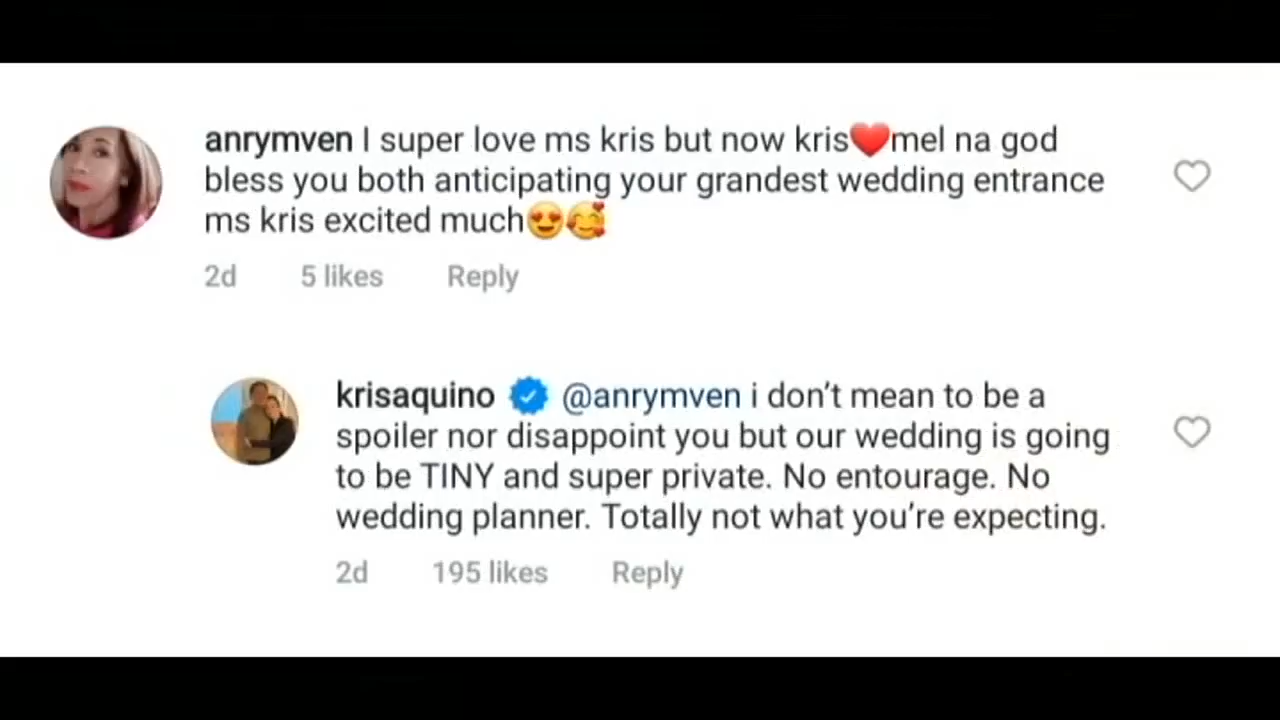 anrymven I super love ms kris but now kris❤️mel na god
bless you both anticipating your grandest wedding entrance
ms kris excited much😍🥰
2d 5 likes Reply
krisaquino @anrymven i don’t mean to be a
spoiler nor disappoint you but our wedding is going
to be TINY and super private. No entourage. No
wedding planner. Totally not what you’re expecting.
2d 195 likes Reply